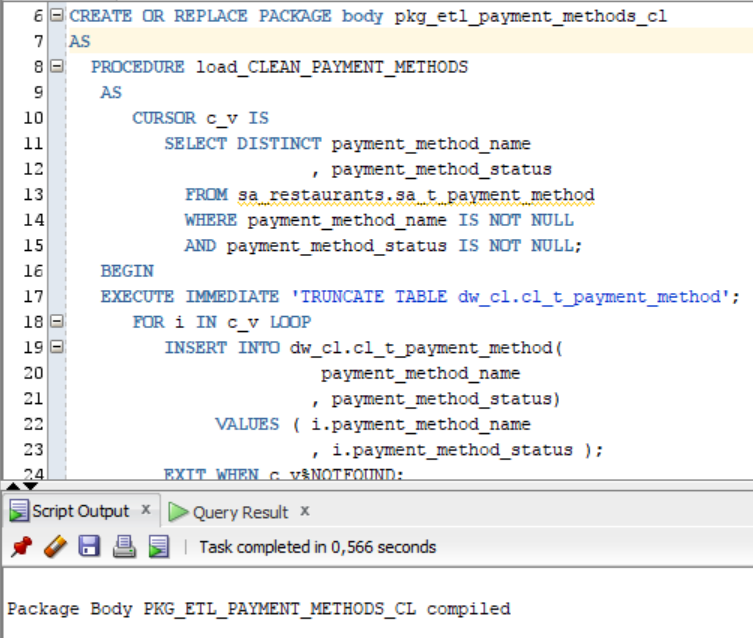 6 CREATE OR REPLACE PACKAGE body pkg_etl_payment_methods_cl
7 AS
8 PROCEDURE load_CLEAN_PAYMENT_METHODS
9 AS
10 CURSOR c_v IS
11 SELECT DISTINCT payment_method_name
12 , payment_method_status
13 FROM sa_restaurants.sa_t_payment_method
14 WHERE payment_method_name IS NOT NULL
15 AND payment_method_status IS NOT NULL;
16 BEGIN
17 EXECUTE IMMEDIATE 'TRUNCATE TABLE dw_cl.cl_t_payment_method';
18 FOR i IN c_v LOOP
19 INSERT INTO dw_cl.cl_t_payment_method(
20 payment_method_name
21 , payment_method_status)
22 VALUES ( i.payment_method_name
23 , i.payment_method_status );
24 EXIT WHEN c_v%NOTFOUND;
Script Output x Query Result x
Task completed in 0,566 seconds
Package Body PKG_ETL_PAYMENT_METHODS_CL compiled